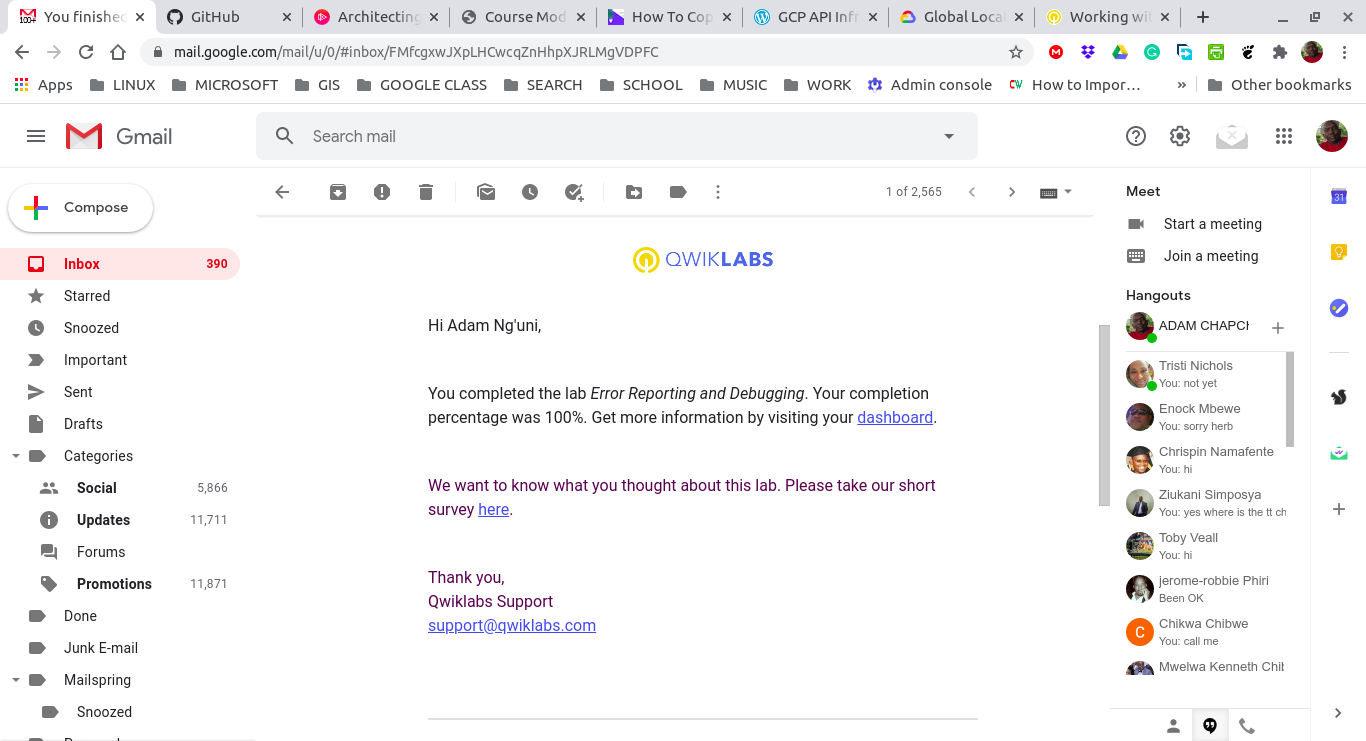 You finished
GitHub
Architecting
Course Mod
How To Cop
GCP API Infr
Global Local
Working wit
mail.google.com/mail/u/0/#inbox/FMfcgxwJXpLHCwcqZnHhpXJRLMgVDPFC
Apps
LINUX
MICROSOFT
GIS
GOOGLE CLASS
SEARCH
SCHOOL
MUSIC
WORK
Admin console
How to Impor…
»
Other bookmarks
Gmail
Search mail
Compose
1 of 2,565
Inbox 390
Starred
Snoozed
Important
Sent
Drafts
Categories
Social 5,866
Updates 11,711
Forums
Promotions 11,871
Done
Junk E-mail
Mailspring
Snoozed
QWIKLABS
Hi Adam Ng'uni,
You completed the lab Error Reporting and Debugging. Your completion
percentage was 100%. Get more information by visiting your dashboard.
We want to know what you thought about this lab. Please take our short
survey here.
Thank you,
Qwiklabs Support
support@qwiklabs.com
Meet
Start a meeting
Join a meeting
Hangouts
ADAM CHAPCH
Tristi Nichols
You: not yet
Enock Mbewe
You: sorry herb
Chrispin Namafente
You: hi
Ziukani Simposya
You: yes where is the tt ch
Toby Veall
You: hi
jerome-robbie Phiri
Been OK
C
Chikwa Chibwe
You: call me
Mwelwa Kenneth Chit
31